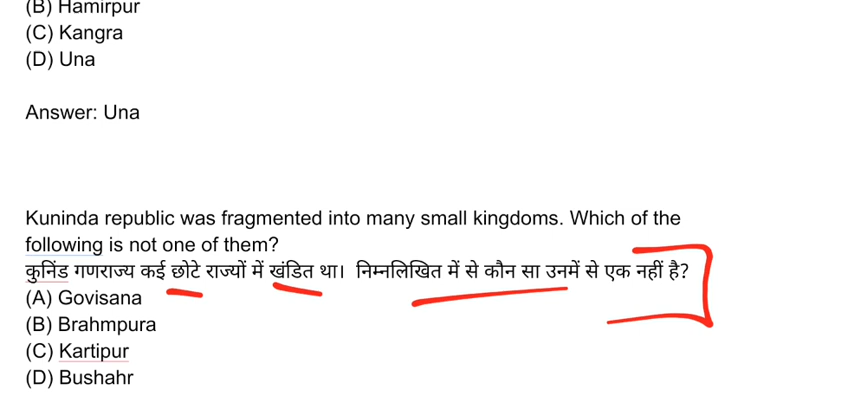 (B) Hamirpur
(C) Kangra
(D) Una
Answer: Una
Kuninda republic was fragmented into many small kingdoms. Which of the
following is not one of them?
कुनिंड गणराज्य कई छोटे राज्यों में खंडित था। निम्नलिखित में से कौन सा उनमें से एक नहीं है?
(A) Govisana
(B) Brahmpura
(C) Kartipur
(D) Bushahr